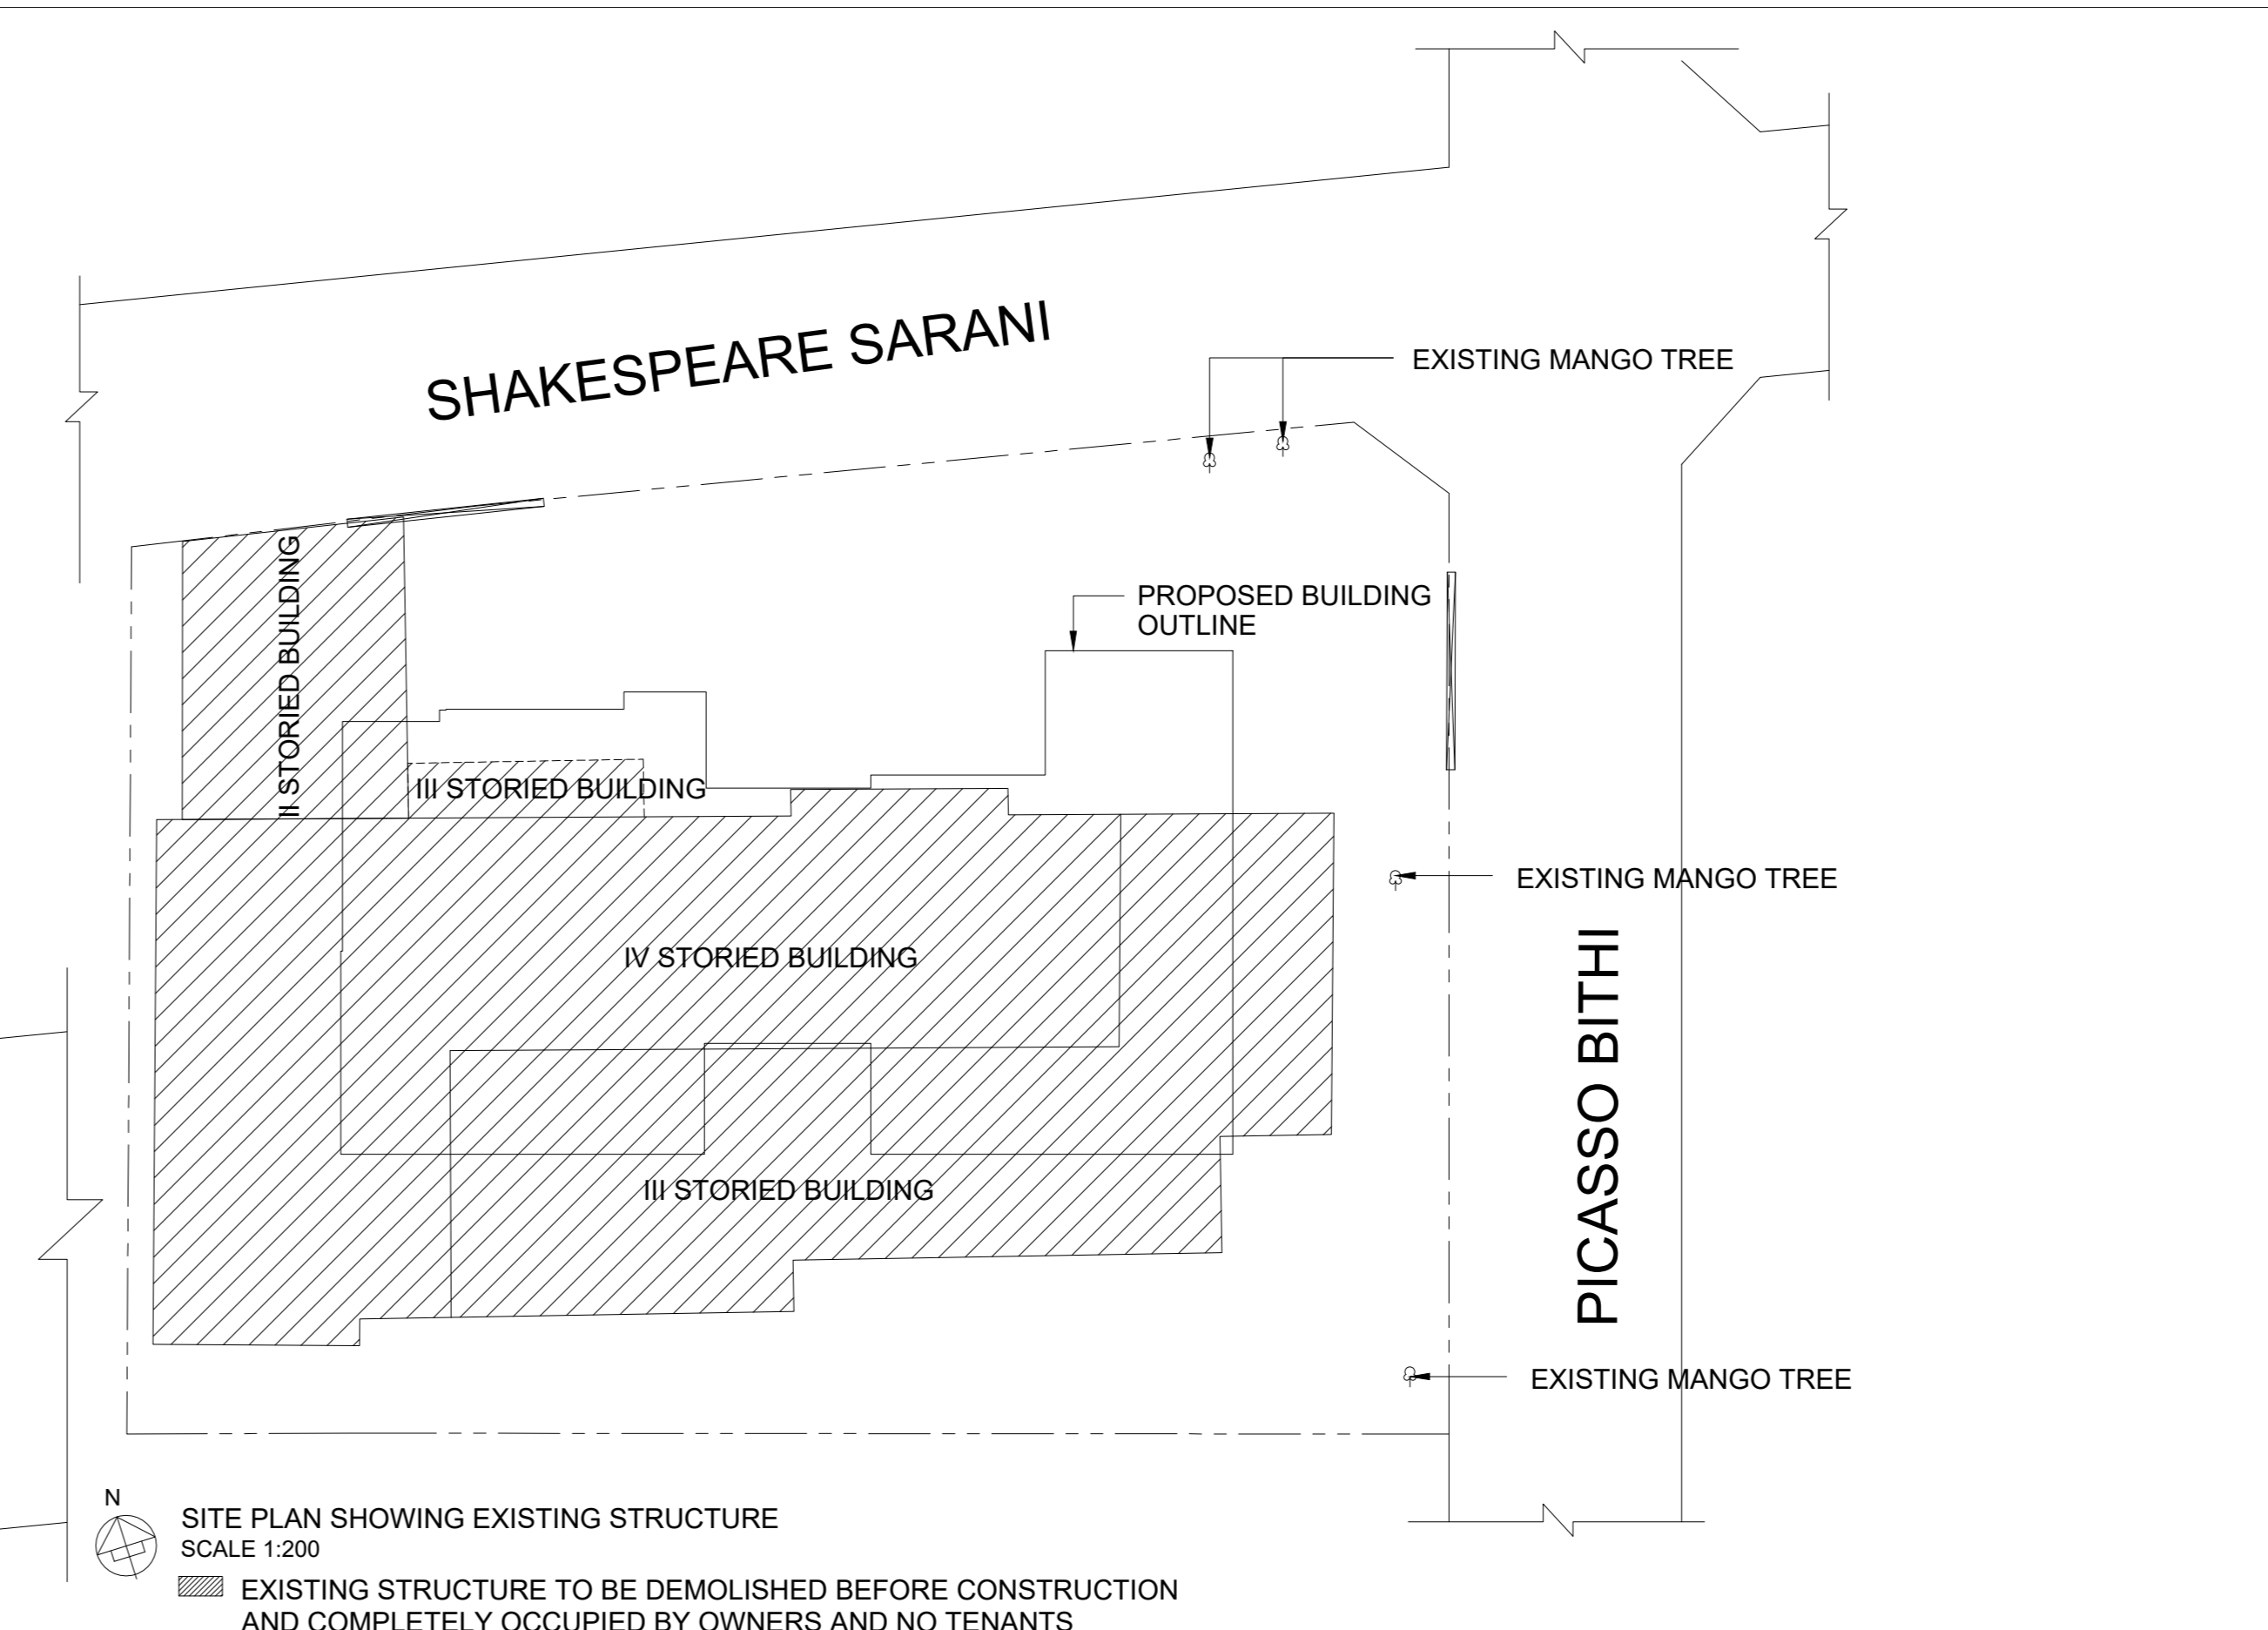 SHAKESPEARE SARANI
EXISTING MANGO TREE
II STORIED BUILDING
PROPOSED BUILDING
OUTLINE
III STORIED BUILDING
EXISTING MANGO TREE
IV STORIED BUILDING
PICASSO BITHI
III STORIED BUILDING
EXISTING MANGO TREE
N
SITE PLAN SHOWING EXISTING STRUCTURE
SCALE 1:200
EXISTING STRUCTURE TO BE DEMOLISHED BEFORE CONSTRUCTION
AND COMPLETELY OCCUPIED BY OWNERS AND NO TENANTS